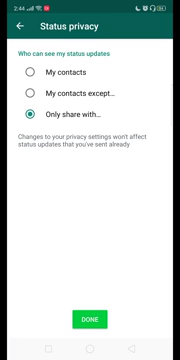 2:44
Status privacy
Who can see my status updates
My contacts
My contacts except...
Only share with...
Changes to your privacy settings won't affect
status updates that you've sent already
DONE